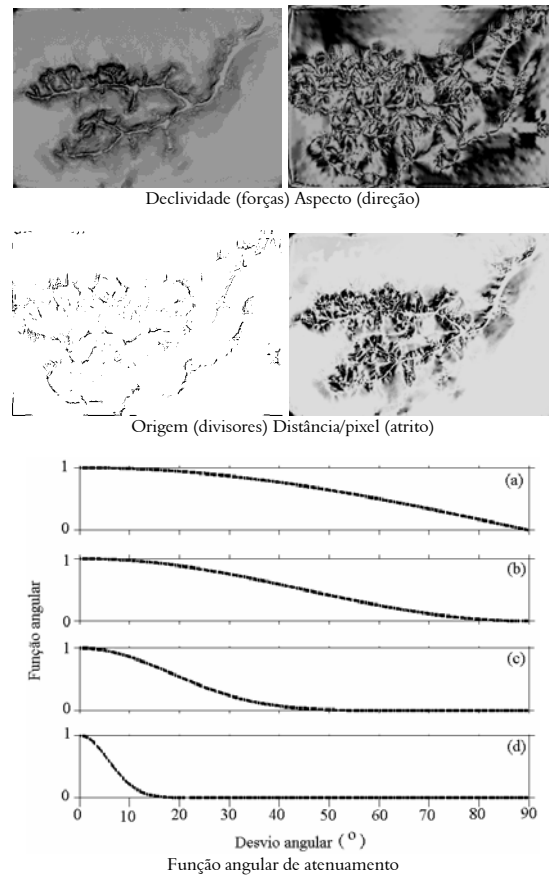 Declividade (forças) Aspecto (direção)
Origem (divisores) Distância/pixel (atrito)
1
(a)
0
1
(b)
0
1
(c)
0
1
(d)
0
Função angular
0 10 20 30 40 50 60 70 80 90
Desvio angular (°)
Função angular de atenuamento